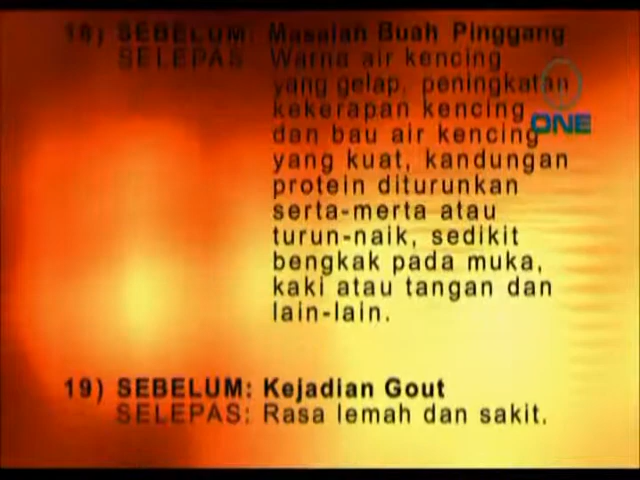 18) SEBELUM: Masalah Buah Pinggang
SELEPAS: Warna air kencing
yang gelap, peningkatan
kekerapan kencing
dan bau air kencing
yang kuat, kandungan
protein diturunkan
serta-merta atau
turun-naik, sedikit
bengkak pada muka,
kaki atau tangan dan
lain-lain.
ONE
19) SEBELUM: Kejadian Gout
SELEPAS: Rasa lemah dan sakit.